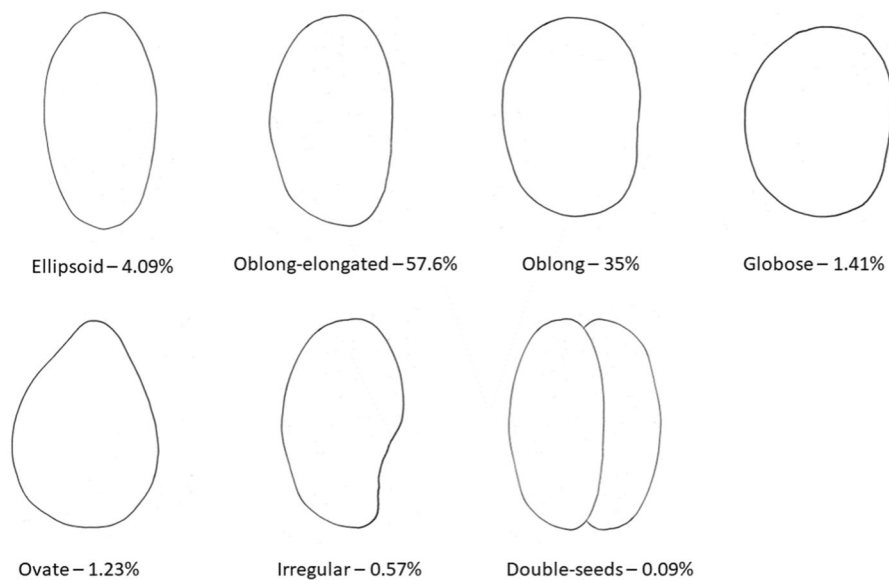 Ellipsoid – 4.09%
Oblong-elongated – 57.6%
Oblong – 35%
Globose – 1.41%
Ovate – 1.23%
Irregular – 0.57%
Double-seeds – 0.09%